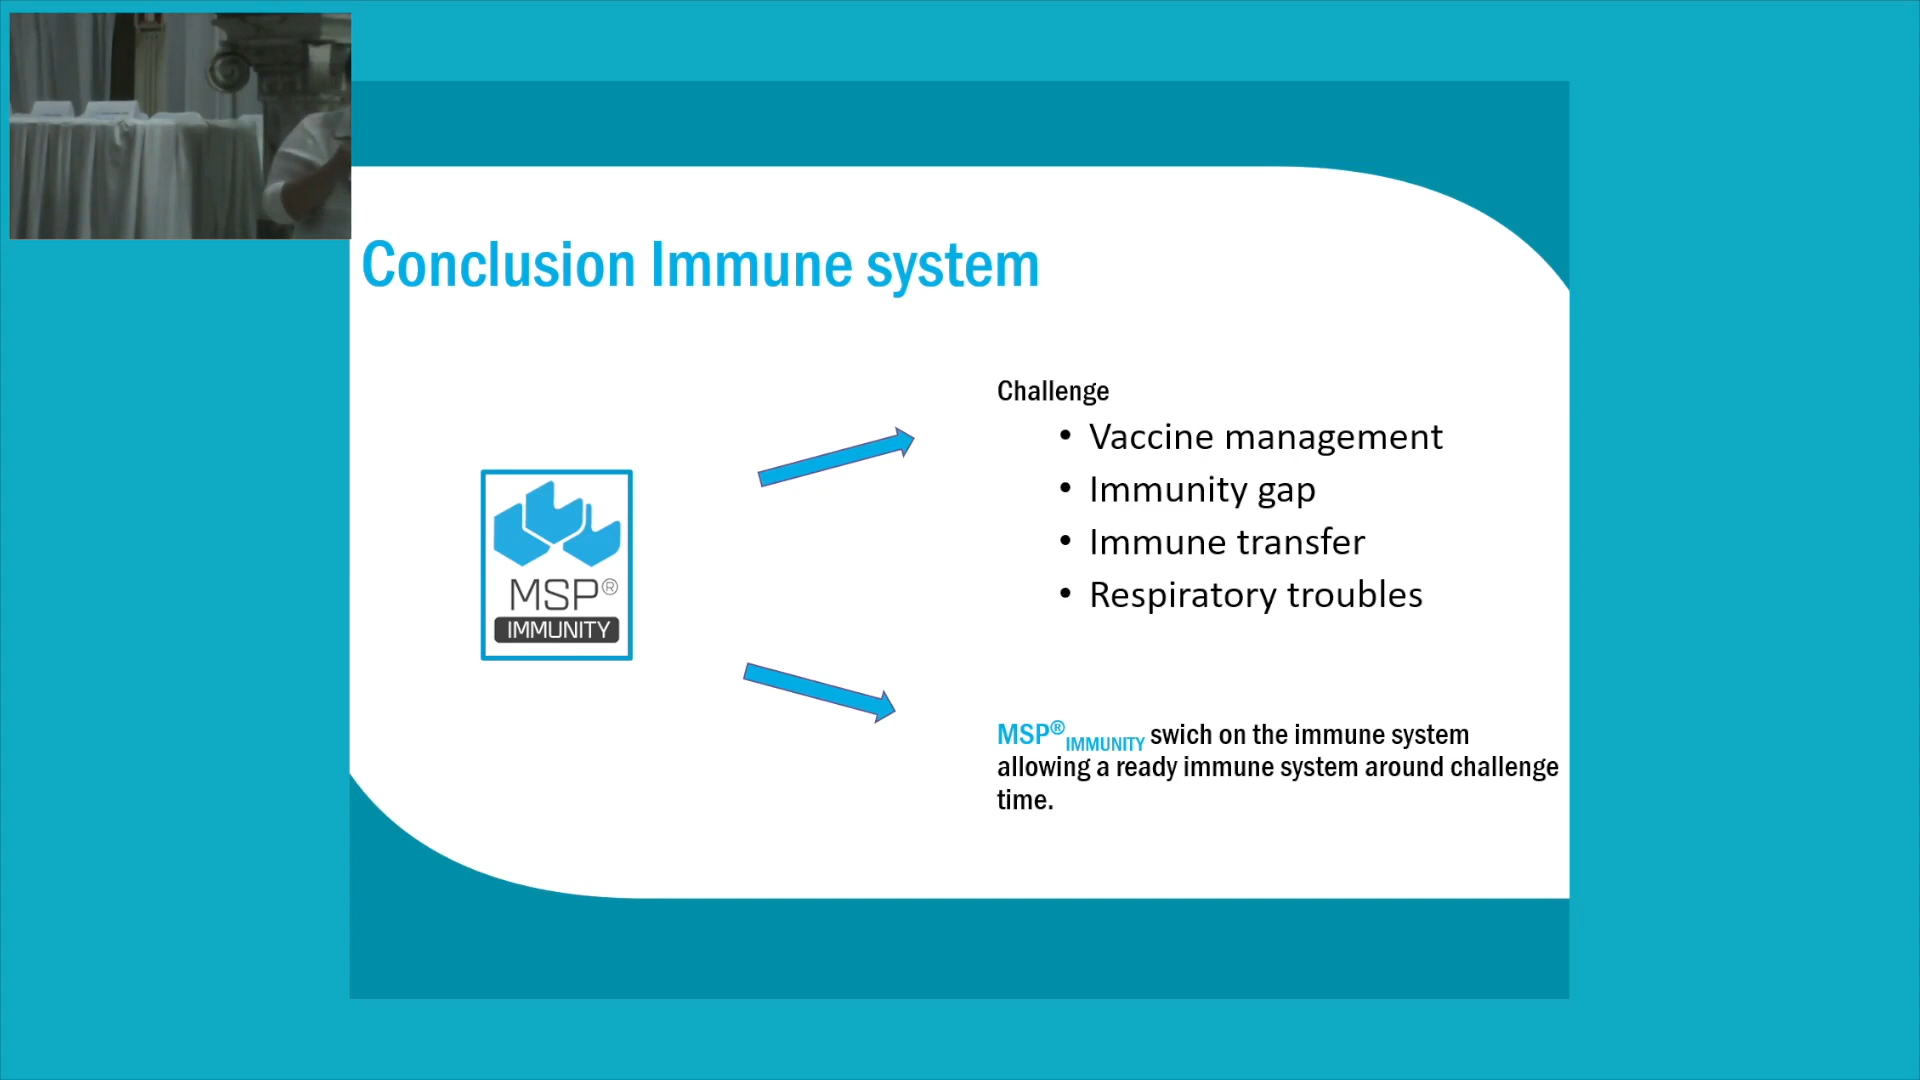 Conclusion Immune system
MSP®
IMMUNITY
Challenge
• Vaccine management
• Immunity gap
• Immune transfer
• Respiratory troubles
MSP® IMMUNITY swich on the immune system
allowing a ready immune system around challenge
time.